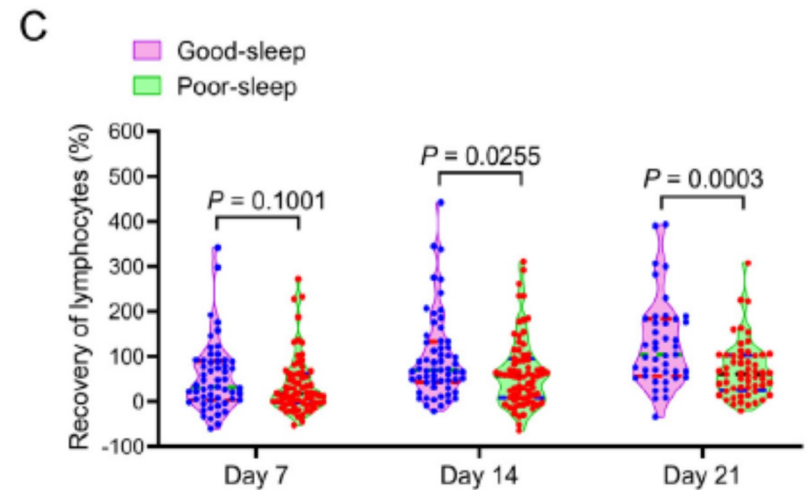 C
Good-sleep
Poor-sleep
Recovery of lymphocytes (%)
600
500
400
300
200
100
0
-100
P = 0.1001
P = 0.0255
P = 0.0003
Day 7
Day 14
Day 21